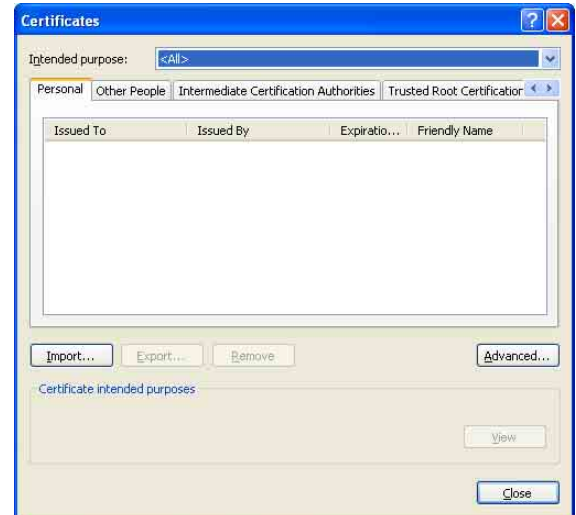 Certificates
Intended purpose: <All>
Personal Other People Intermediate Certification Authorities Trusted Root Certification
Issued To Issued By Expiratio... Friendly Name
Import... Export... Remove Advanced...
Certificate intended purposes
View
Close